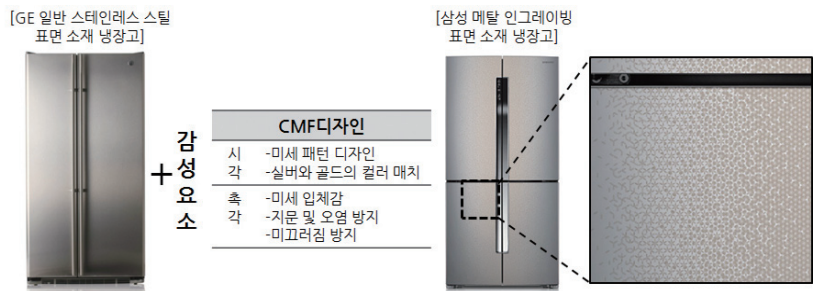 [GE 일반 스테인레스 스틸
표면 소재 냉장고]
+
감
성
요
소
CMF디자인
시
각
-미세 패턴 디자인
-실버와 골드의 컬러 매치
촉
각
-미세 입체감
-지문 및 오염 방지
-미끄러짐 방지
[삼성 메탈 인그레이빙
표면 소재 냉장고]